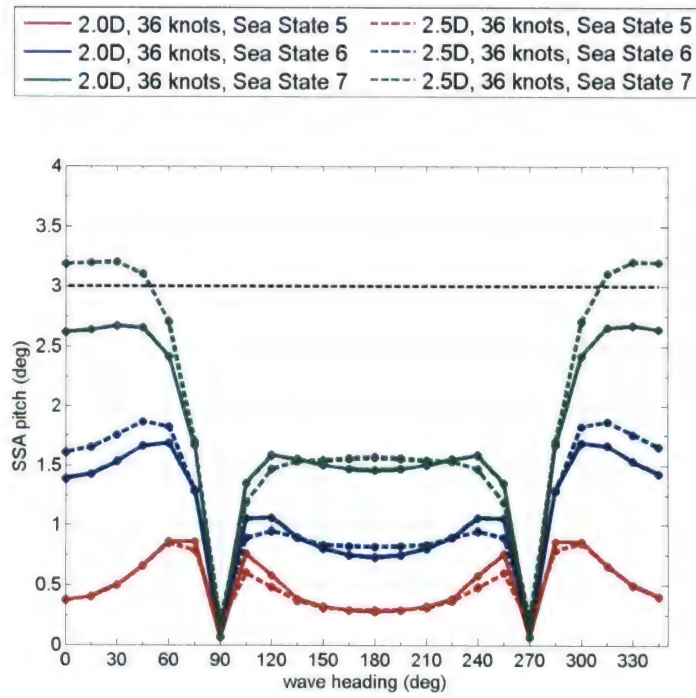 2.0D, 36 knots, Sea State 5
2.5D, 36 knots, Sea State 5
2.0D, 36 knots, Sea State 6
2.5D, 36 knots, Sea State 6
2.0D, 36 knots, Sea State 7
2.5D, 36 knots, Sea State 7
4
3.5
3
2.5
2
1.5
1
0.5
0
SSA pitch (deg)
0 30 60 90 120 150 180 210 240 270 300 330
wave heading (deg)